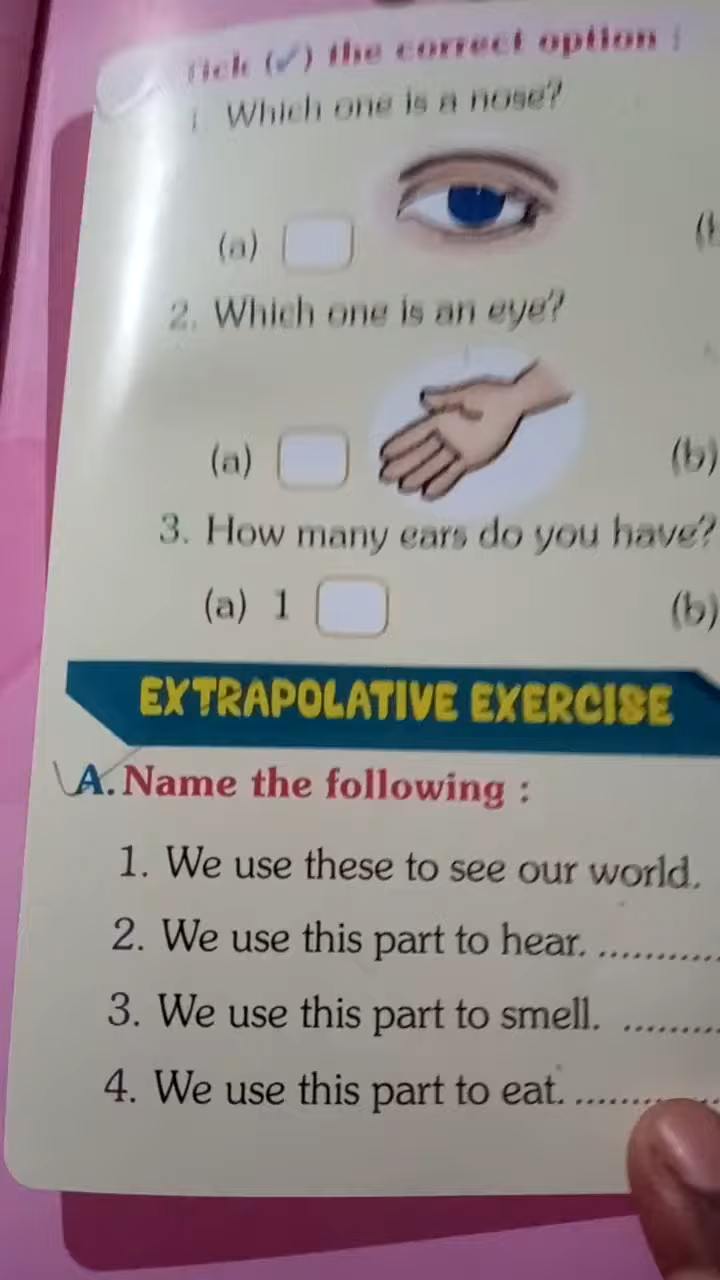 Tick (✓) the correct option :
1. Which one is a nose?
(a)
2. Which one is an eye?
(a) (b)
3. How many ears do you have?
(a) 1 (b)
EXTRAPOLATIVE EXERCISE
A. Name the following :
1. We use these to see our world.
2. We use this part to hear. ...........
3. We use this part to smell. .........
4. We use this part to eat. ...........